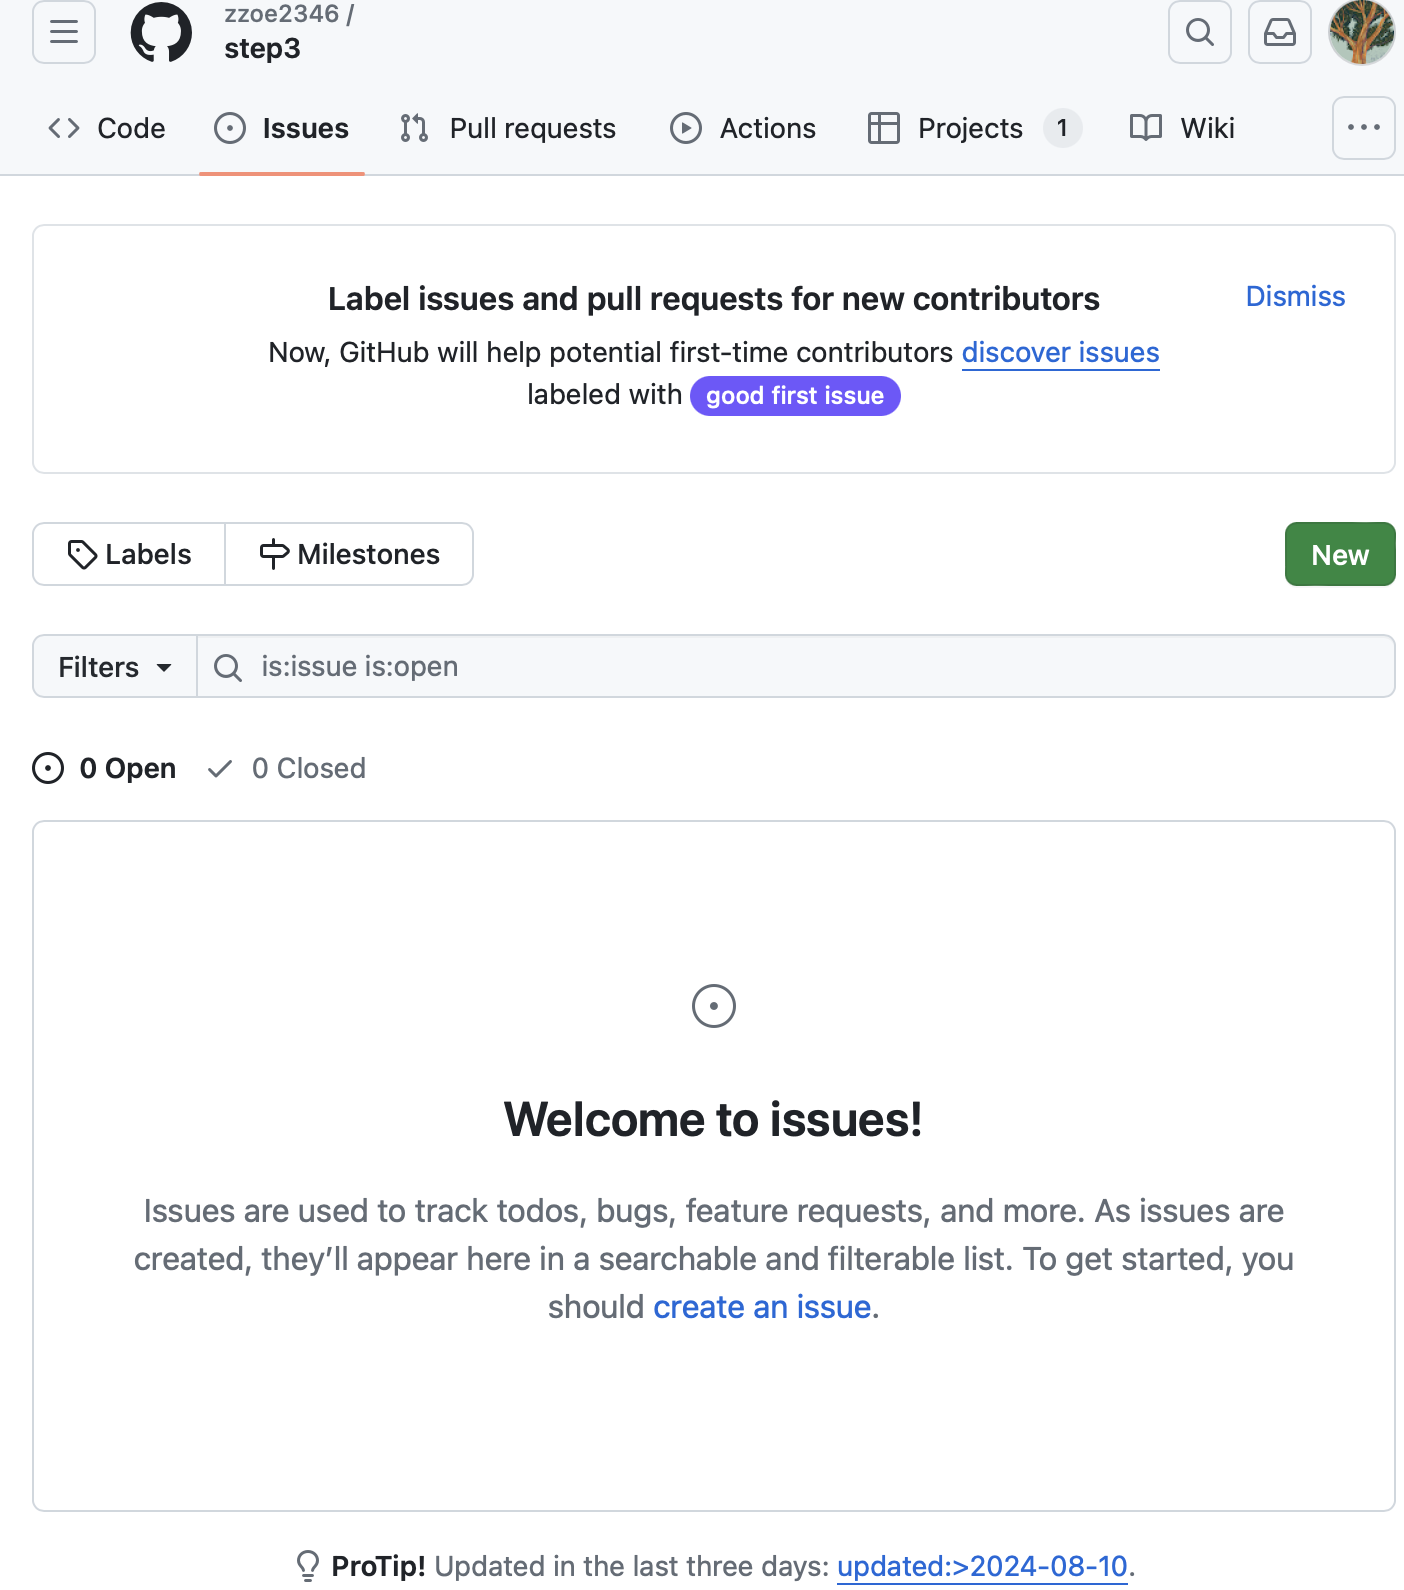 zzoe2346 /
step3
Code Issues Pull requests Actions Projects 1 Wiki
Label issues and pull requests for new contributors
Dismiss
Now, GitHub will help potential first-time contributors discover issues
labeled with good first issue
Labels Milestones New
Filters is:issue is:open
0 Open 0 Closed
Welcome to issues!
Issues are used to track todos, bugs, feature requests, and more. As issues are
created, they’ll appear here in a searchable and filterable list. To get started, you
should create an issue.
ProTip! Updated in the last three days: updated:>2024-08-10.